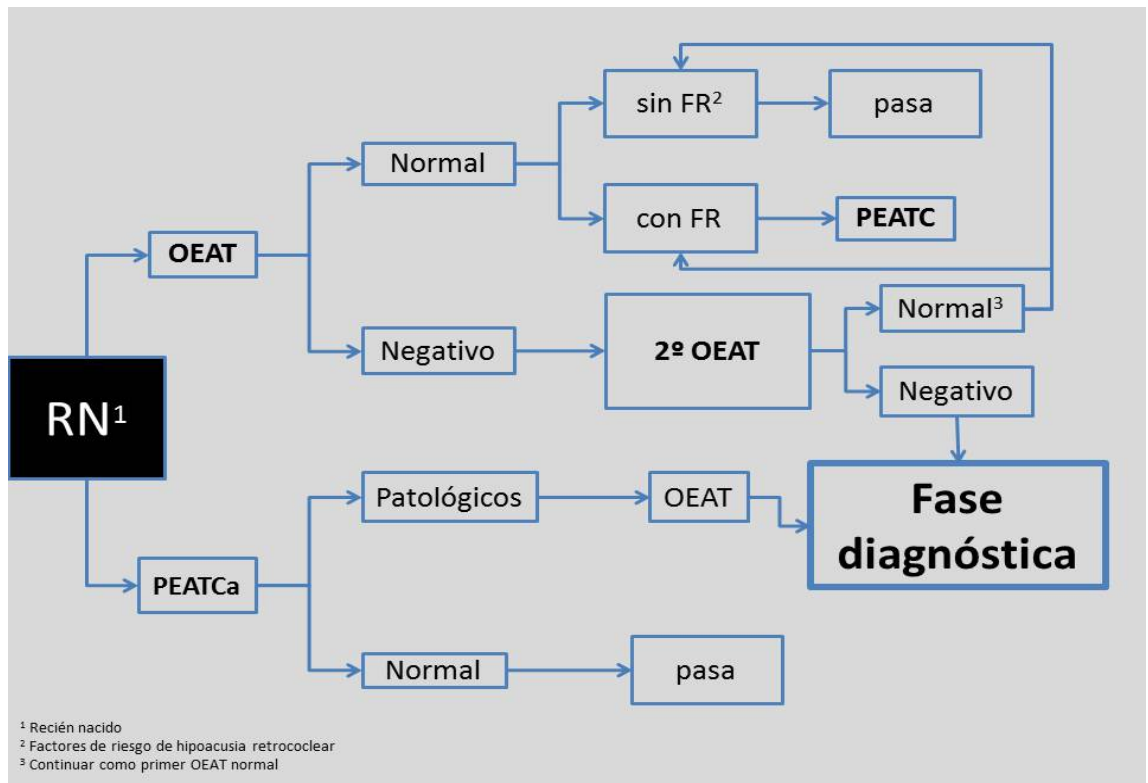 sin FR²
pasa
Normal
con FR
PEATC
OEAT
Normal³
Negativo
2º OEAT
Negativo
RN¹
Patológicos
OEAT
Fase
diagnóstica
PEATCa
Normal
pasa
¹ Recién nacido
² Factores de riesgo de hipoacusia retrococlear
³ Continuar como primer OEAT normal